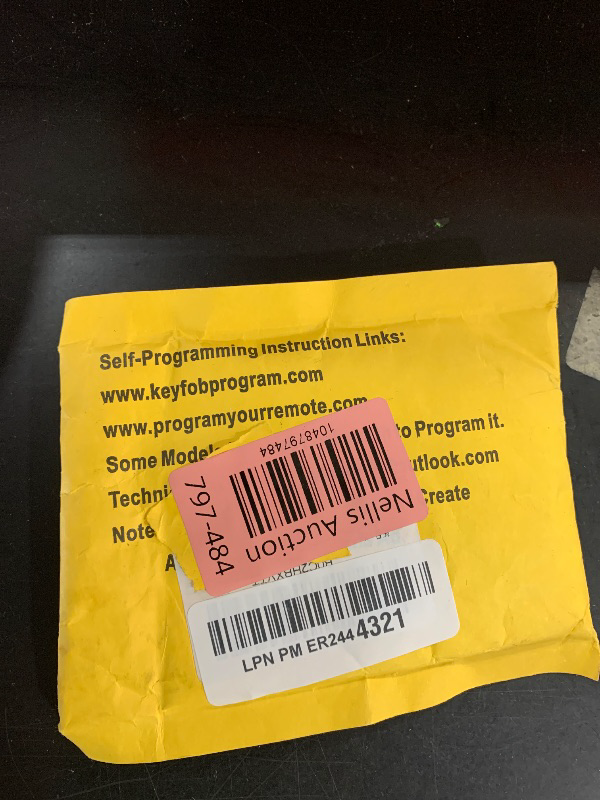 Self-Programming Instruction Links:
www.keyfobprogram.com
www.programyourremote.com
Some Model to Program it.
Techni utlook.com
Note Create
A
1048797484
797-484
Nellis Auction
LPN PM ER2444321